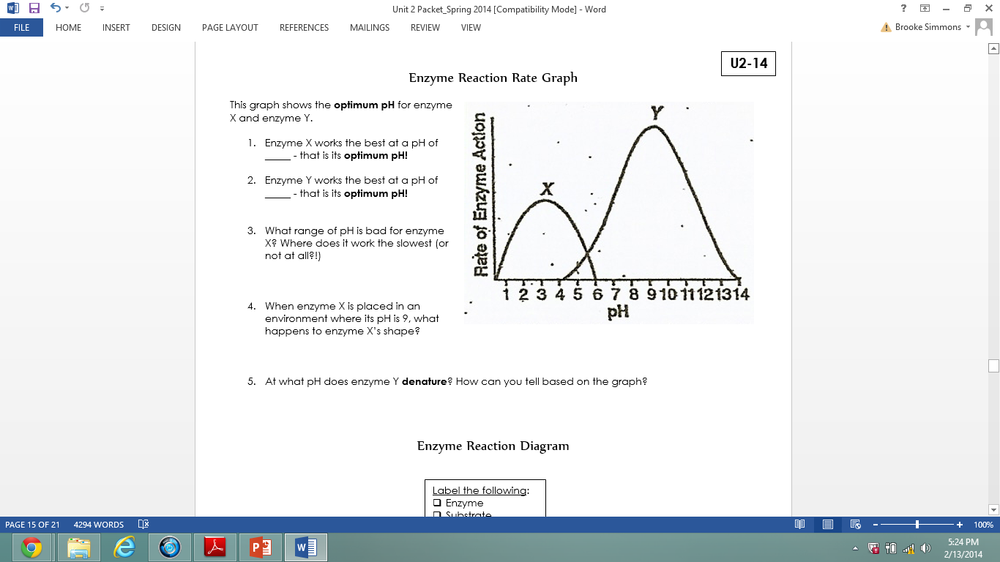 Unit 2 Packet_Spring 2014 [Compatibility Mode] - Word
FILE
HOME
INSERT
DESIGN
PAGE LAYOUT
REFERENCES
MAILINGS
REVIEW
VIEW
Brooke Simmons
U2-14
Enzyme Reaction Rate Graph
This graph shows the optimum pH for enzyme
X and enzyme Y.
1. Enzyme X works the best at a pH of
_____ - that is its optimum pH!
2. Enzyme Y works the best at a pH of
_____ - that is its optimum pH!
3. What range of pH is bad for enzyme
X? Where does it work the slowest (or
not at all?!)
4. When enzyme X is placed in an
environment where its pH is 9, what
happens to enzyme X's shape?
Rate of Enzyme Action
X
Y
1 2 3 4 5 6 7 8 9 10 11 12 13 14
pH
5. At what pH does enzyme Y denature? How can you tell based on the graph?
Enzyme Reaction Diagram
Label the following:
❑ Enzyme
❑ Substrate
PAGE 15 OF 21
4294 WORDS
100%
5:24 PM
2/13/2014